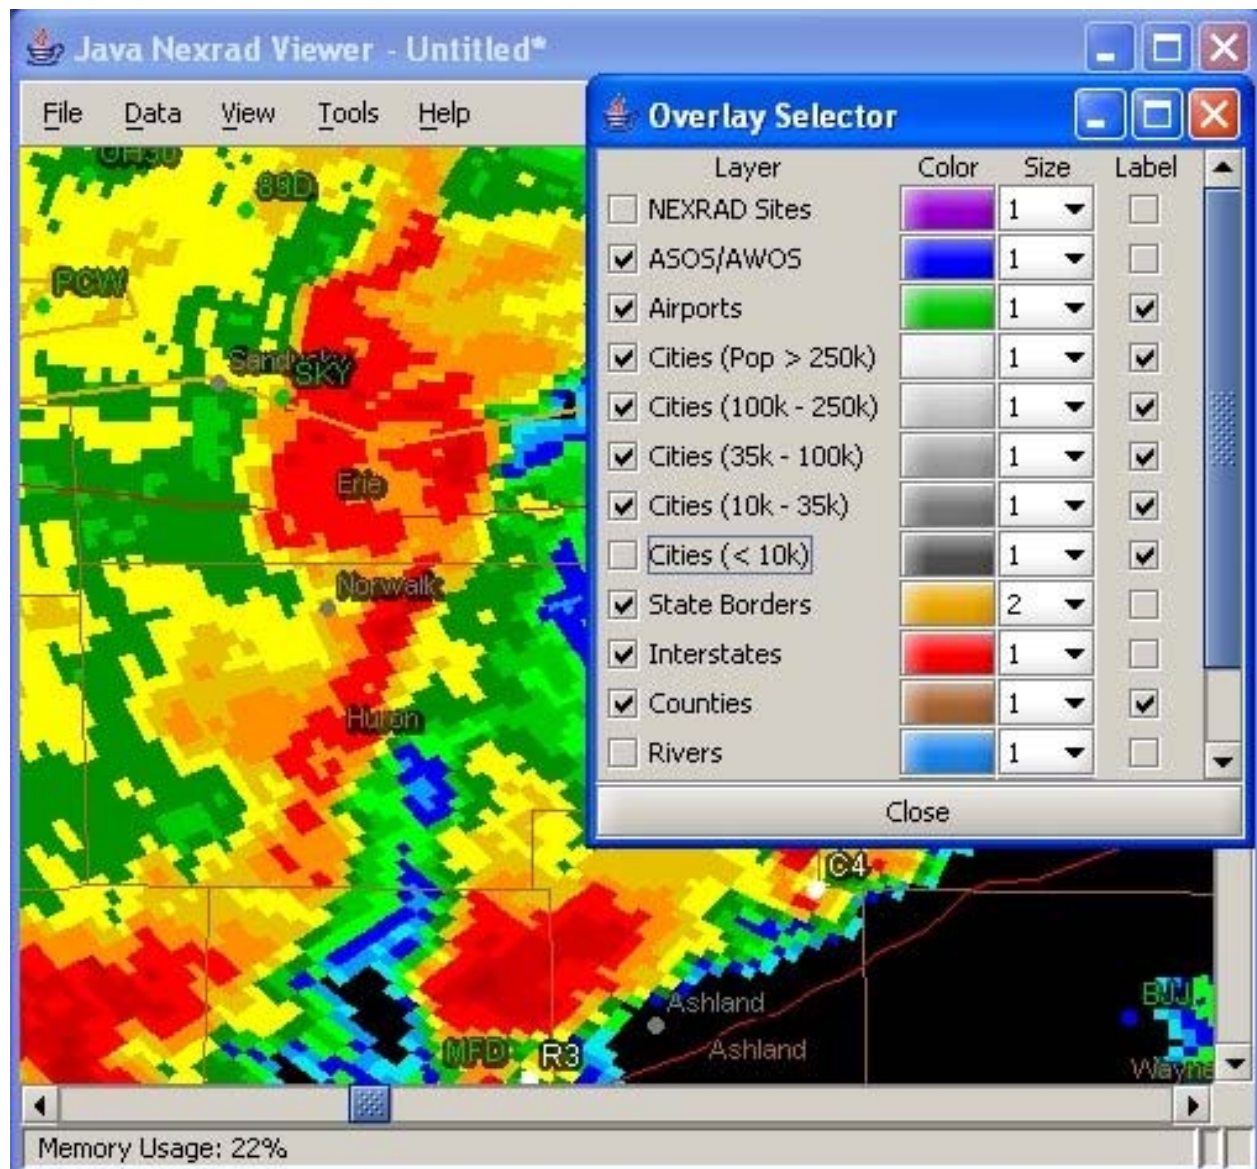 Java Nexrad Viewer - Untitled*
File Data View Tools Help
Overlay Selector
Layer Color Size Label
NEXRAD Sites 1
ASOS/AWOS 1
Airports 1
Cities (Pop > 250k) 1
Cities (100k - 250k) 1
Cities (35k - 100k) 1
Cities (10k - 35k) 1
Cities (< 10k) 1
State Borders 2
Interstates 1
Counties 1
Rivers 1
Close
89D
PCW
SKY
Erie
Norwalk
Huron
C4
Ashland
BJJ
MFD R3 Ashland
Wayne
Memory Usage: 22%